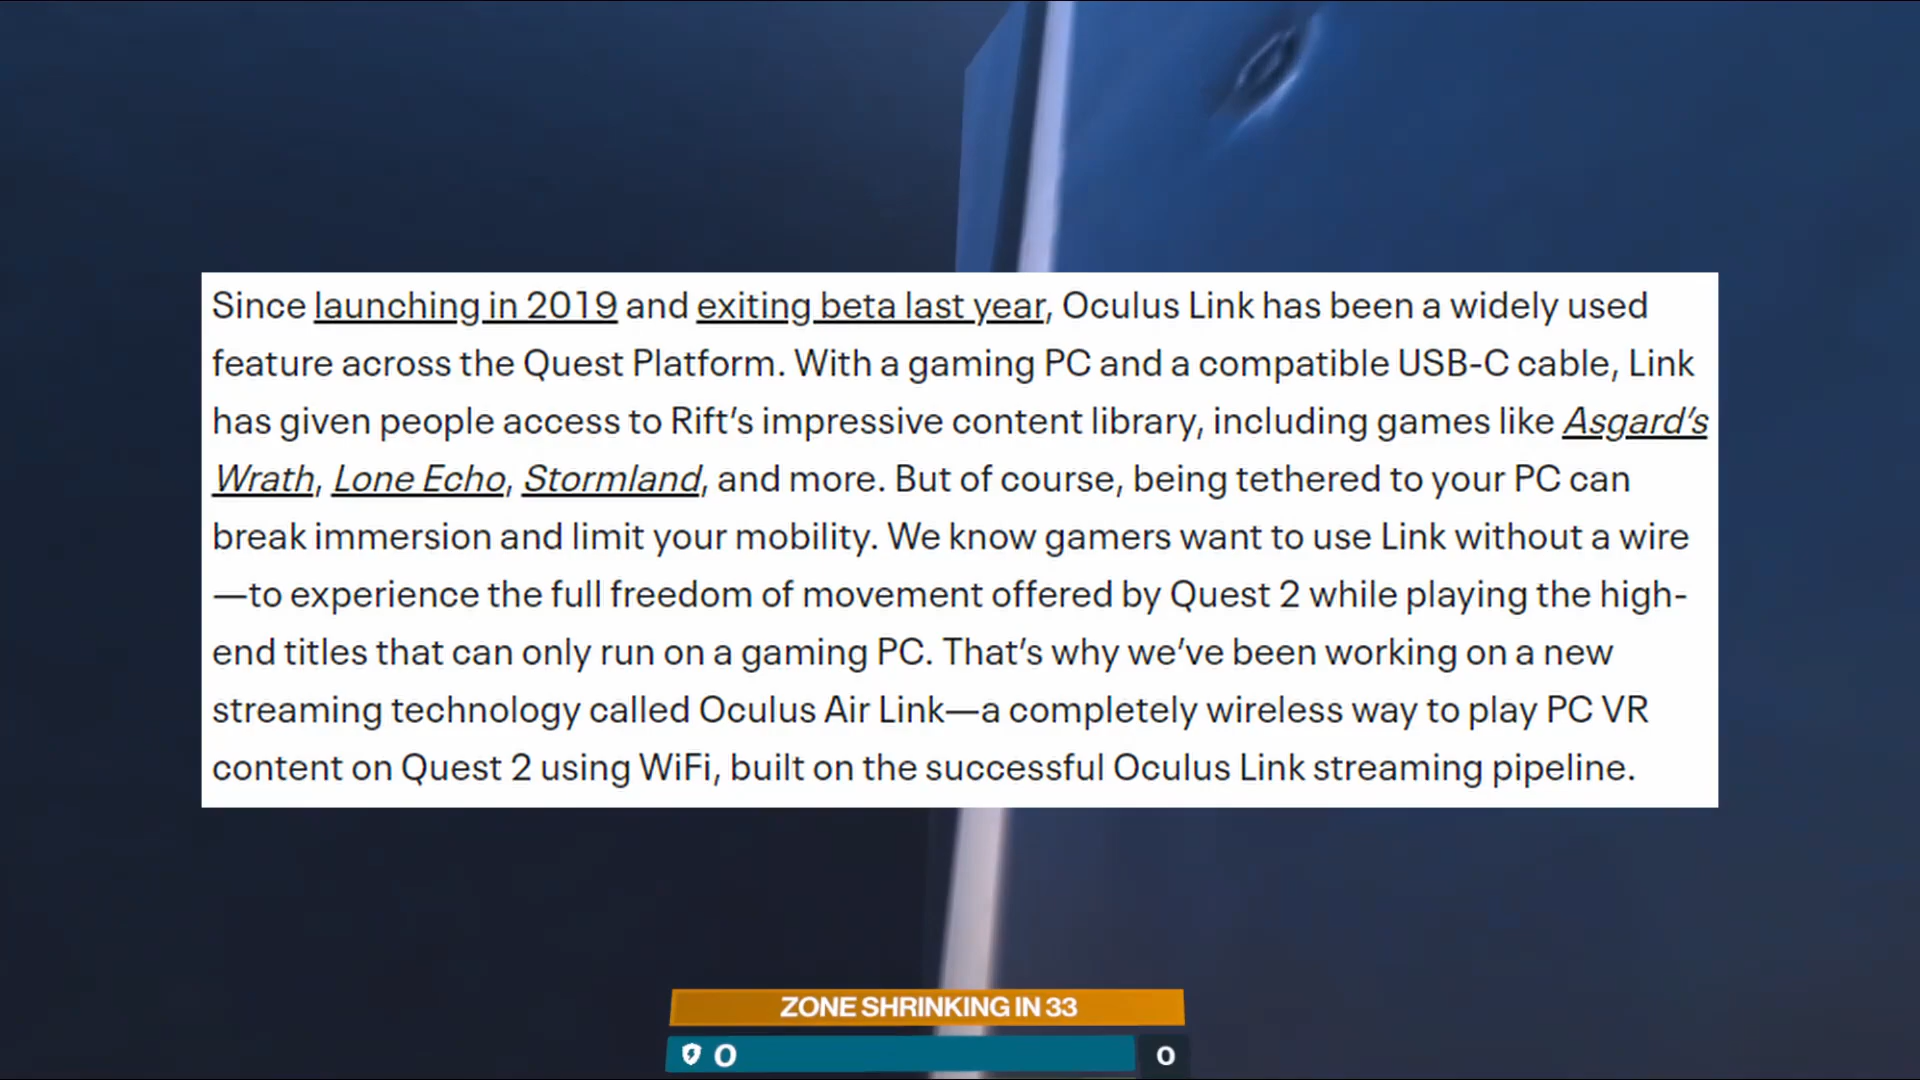 Since launching in 2019 and exiting beta last year, Oculus Link has been a widely used
feature across the Quest Platform. With a gaming PC and a compatible USB-C cable, Link
has given people access to Rift’s impressive content library, including games like Asgard’s
Wrath, Lone Echo, Stormland, and more. But of course, being tethered to your PC can
break immersion and limit your mobility. We know gamers want to use Link without a wire
—to experience the full freedom of movement offered by Quest 2 while playing the high-
end titles that can only run on a gaming PC. That’s why we’ve been working on a new
streaming technology called Oculus Air Link—a completely wireless way to play PC VR
content on Quest 2 using WiFi, built on the successful Oculus Link streaming pipeline.
ZONE SHRINKING IN 33
0 0